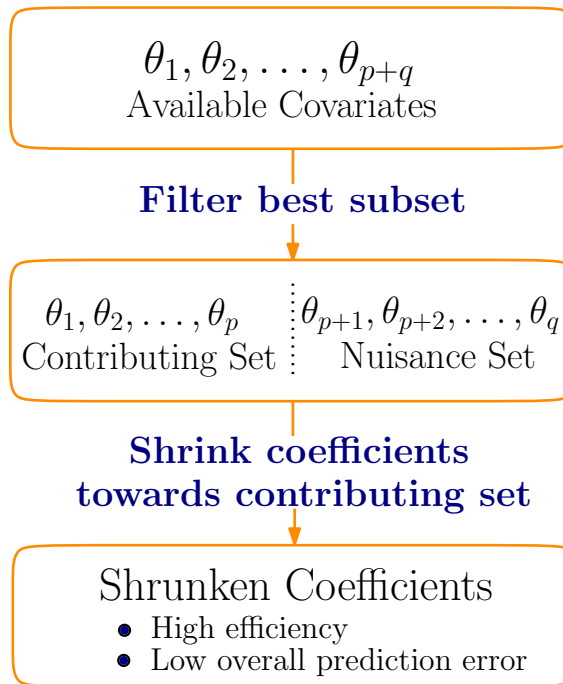 θ₁, θ₂, . . . , θₚ₊q
Available Covariates
Filter best subset
θ₁, θ₂, . . . , θₚ
Contributing Set
θₚ₊₁, θₚ₊₂, . . . , θq
Nuisance Set
Shrink coefficients
towards contributing set
Shrunken Coefficients
• High efficiency
• Low overall prediction error